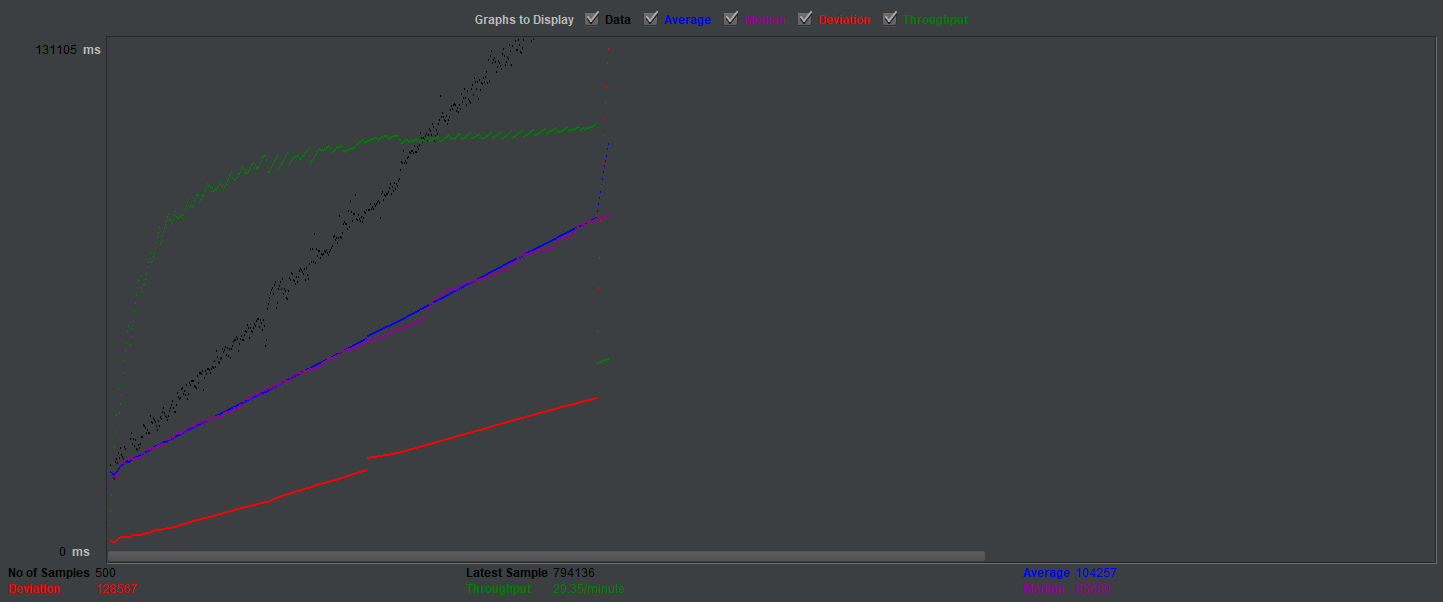 Graphs to Display Data Average Median Deviation Throughput
131105 ms
0 ms
No of Samples 500 Latest Sample 794136 Average 104257
Deviation 128567 Throughput 29.35/minute Median